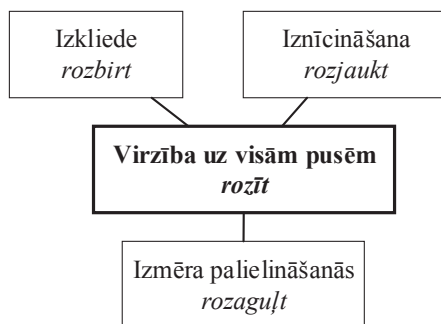 Izkliede
rozbirt
Iznīcināšana
rozjaukt
Virzība uz visām pusēm
rozīt
Izmēra palielināšanās
rozaguļt